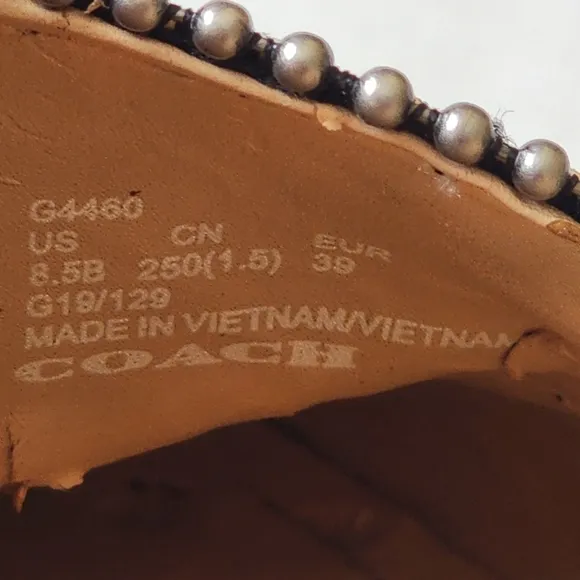 G4460
US CN EUR
8.5B 250(1.5) 39
G19/129
MADE IN VIETNAM/VIETNAM
COACH